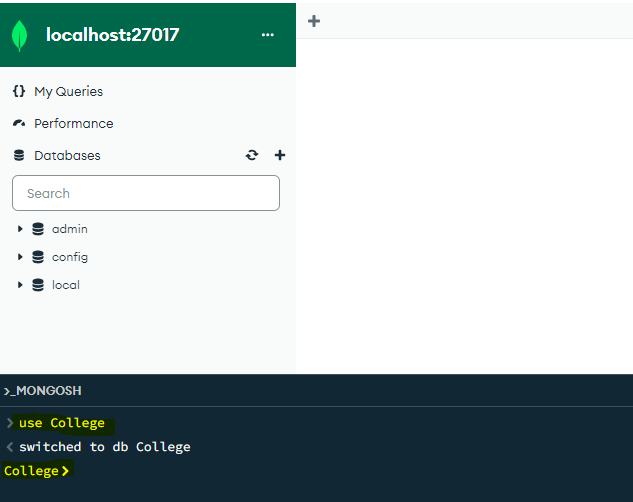 localhost:27017
{} My Queries
Performance
Databases
Search
admin
config
local
>_MONGOSH
> use College
< switched to db College
College>